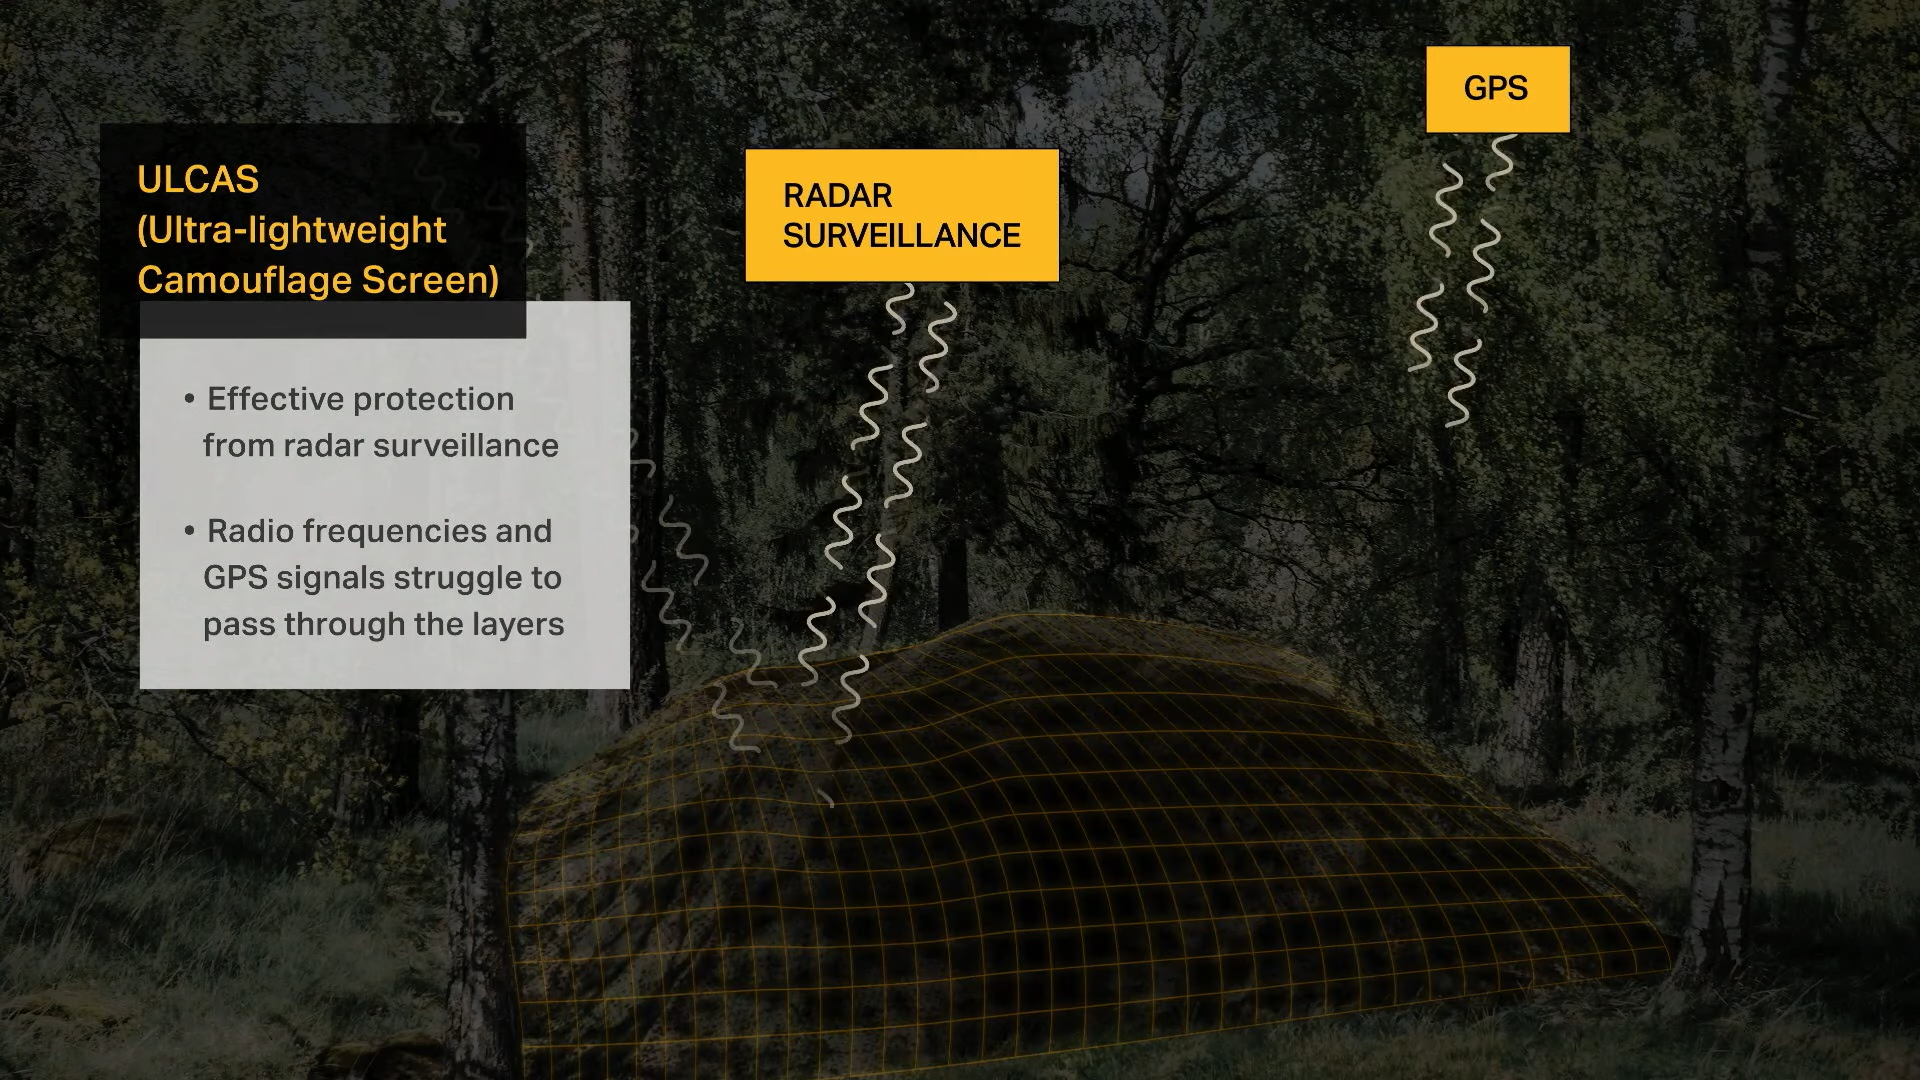 ULCAS
(Ultra-lightweight
Camouflage Screen)
• Effective protection
from radar surveillance
• Radio frequencies and
GPS signals struggle to
pass through the layers
RADAR
SURVEILLANCE
GPS